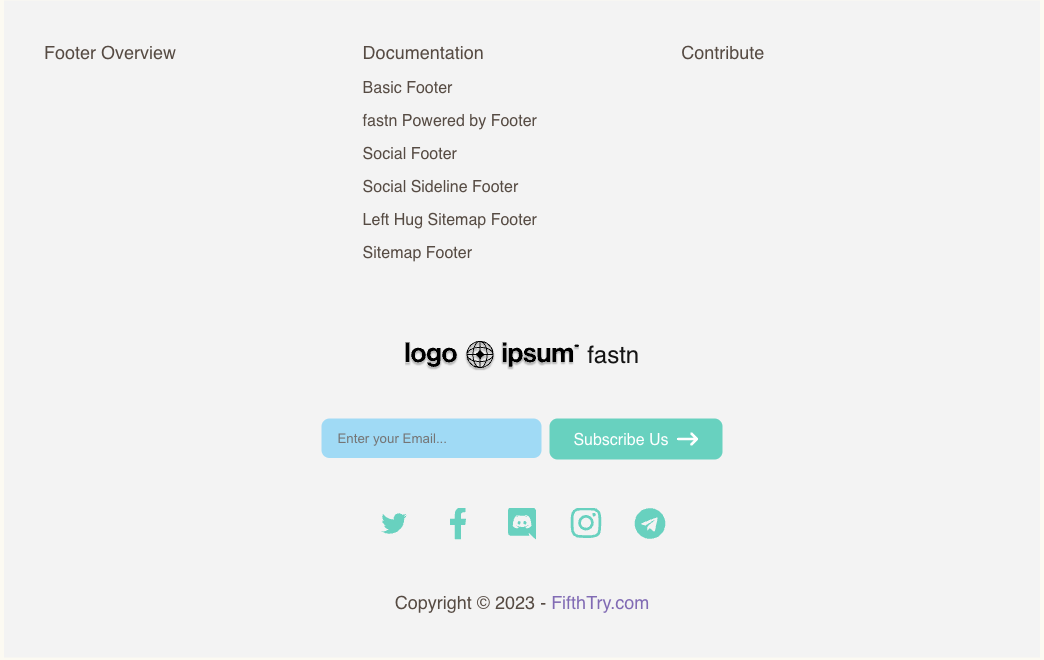 Footer Overview
Documentation
Basic Footer
fastn Powered by Footer
Social Footer
Social Sideline Footer
Left Hug Sitemap Footer
Sitemap Footer
Contribute
logo ipsum fastn
Enter your Email...
Subscribe Us
Copyright © 2023 - FifthTry.com